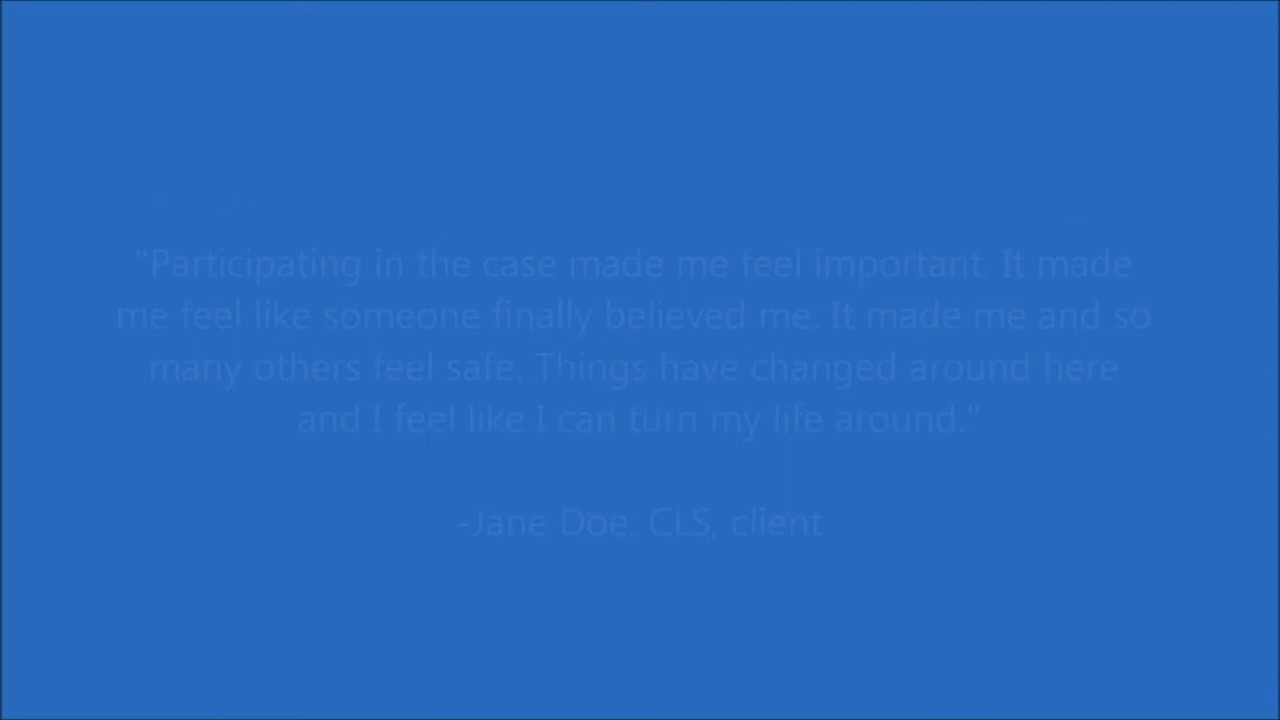 "Participating in the case made me feel important. It made
me feel like someone finally believed me. It made me and so
many others feel safe. Things have changed around here
and I feel like I can turn my life around."
-Jane Doe, CLS, client